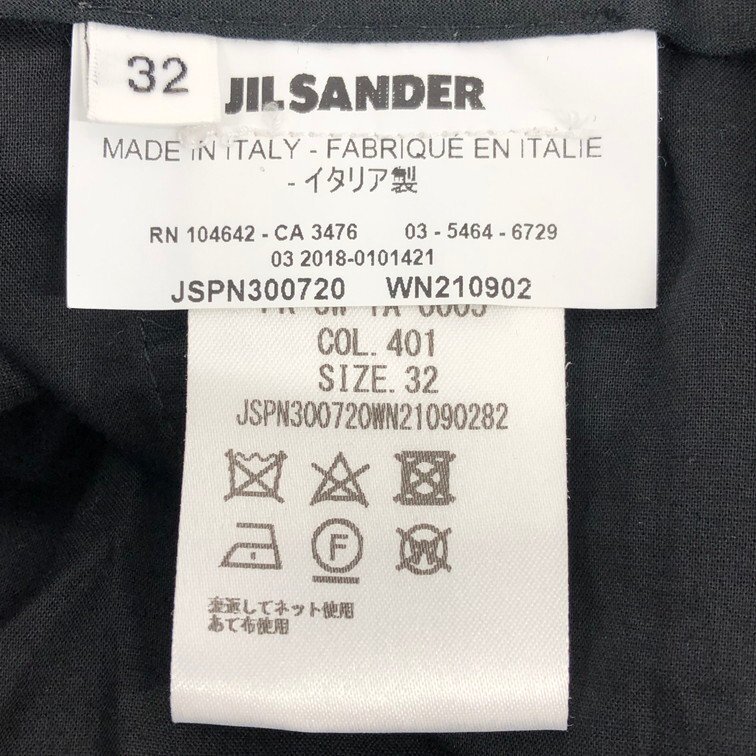 32
JIL SANDER
MADE IN ITALY - FABRIQUE EN ITALIE
- イタリア製
RN 104642 - CA 3476 03 - 5464 - 6729
03 2018-0101421
JSPN300720 WN210902
COL. 401
SIZE. 32
JSPN300720WN21090282
F
W
裏返してネット使用
あて布使用